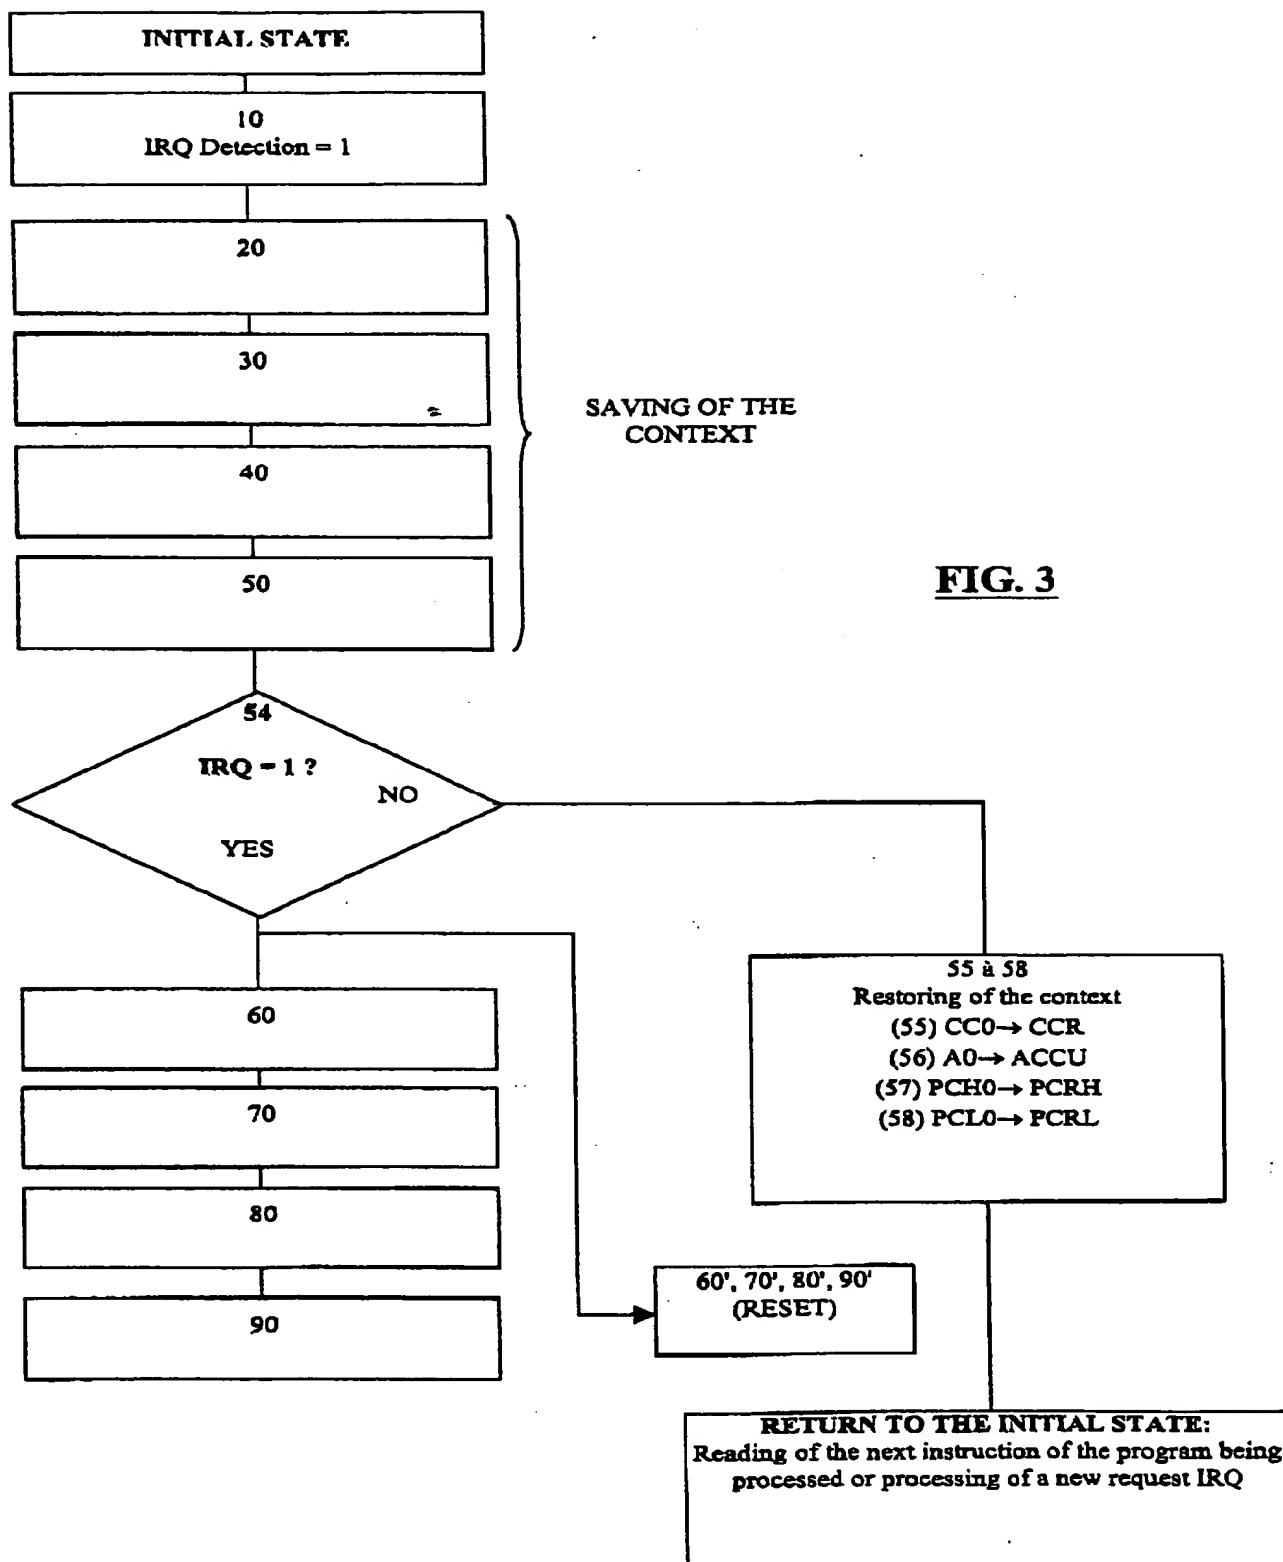 INITIAL STATE
10
IRQ Detection = 1
20
30
40
50
SAVING OF THE
CONTEXT
FIG. 3
54
IRQ = 1 ?
NO
YES
55 à 58
Restoring of the context
(55) CC0→ CCR
(56) A0→ ACCU
(57) PCH0→ PCRH
(58) PCL0→ PCRL
60
70
80
90
60', 70', 80', 90'
(RESET)
RETURN TO THE INITIAL STATE:
Reading of the next instruction of the program being
processed or processing of a new request IRQ